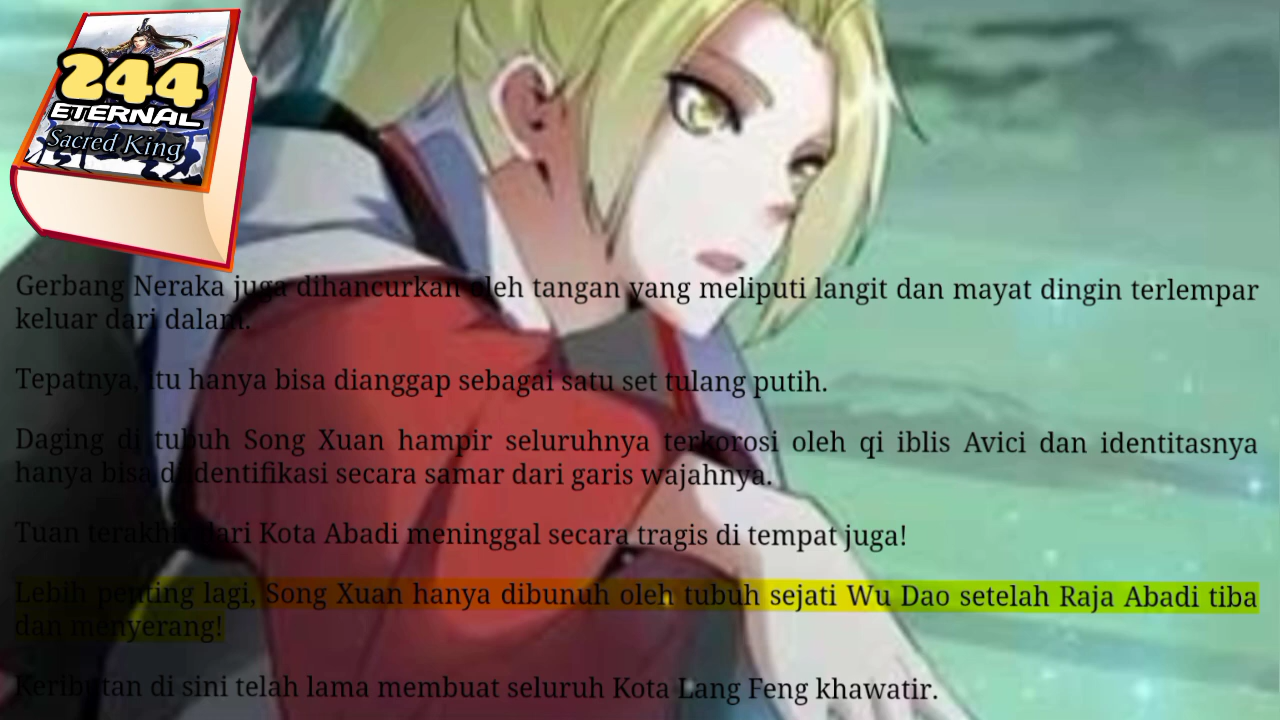 244
ETERNAL
Sacred King
Gerbang Neraka juga dihancurkan oleh tangan yang meliputi langit dan mayat dingin terlempar
keluar dari dalam.
Tepatnya, itu hanya bisa dianggap sebagai satu set tulang putih.
Daging di tubuh Song Xuan hampir seluruhnya terkorosi oleh qi iblis Avici dan identitasnya
hanya bisa diidentifikasi secara samar dari garis wajahnya.
Tuan terakhir dari Kota Abadi meninggal secara tragis di tempat juga!
Lebih penting lagi, Song Xuan hanya dibunuh oleh tubuh sejati Wu Dao setelah Raja Abadi tiba
dan menyerang!
Keributan di sini telah lama membuat seluruh Kota Lang Feng khawatir.